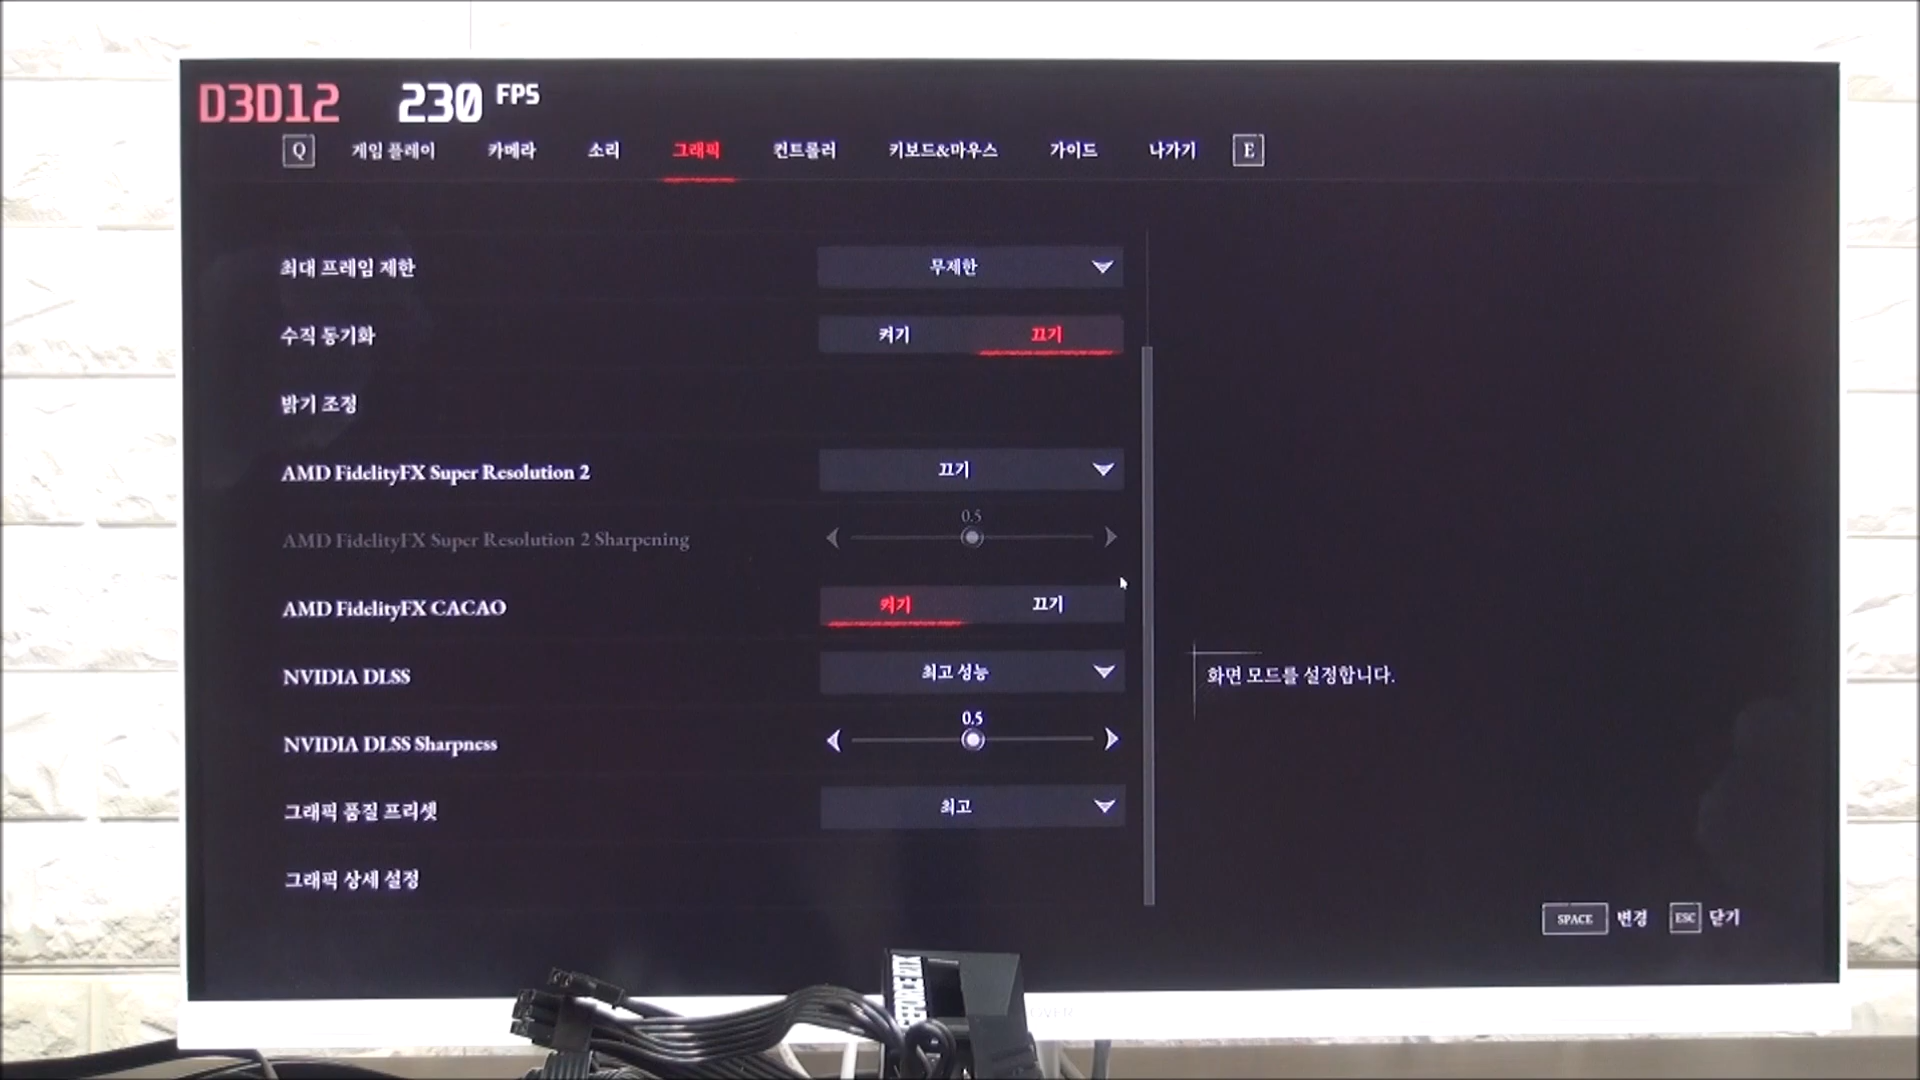 D3D12 230 FPS
Q 게임 플레이 카메라 소리 그래픽 컨트롤러 키보드&마우스 가이드 나가기 E
최대 프레임 제한 무제한
수직 동기화 켜기 끄기
밝기 조정
AMD FidelityFX Super Resolution 2 끄기
0.5
AMD FidelityFX Super Resolution 2 Sharpening
AMD FidelityFX CACAO 켜기 끄기
NVIDIA DLSS 최고 성능
화면 모드를 설정합니다.
0.5
NVIDIA DLSS Sharpness
그래픽 품질 프리셋 최고
그래픽 상세 설정
SPACE 변경 ESC 닫기